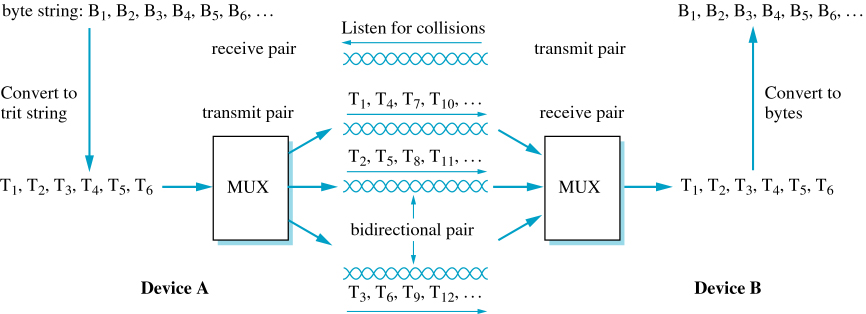 byte string: B₁, B₂, B₃, B₄, B₅, B₆, ...
B₁, B₂, B₃, B₄, B₅, B₆, ...
Listen for collisions
receive pair
transmit pair
Convert to
trit string
T₁, T₄, T₇, T₁₀, ...
Convert to
bytes
transmit pair
receive pair
T₂, T₅, T₈, T₁₁, ...
T₁, T₂, T₃, T₄, T₅, T₆
MUX
MUX
T₁, T₂, T₃, T₄, T₅, T₆
bidirectional pair
Device A
T₃, T₆, T₉, T₁₂, ...
Device B